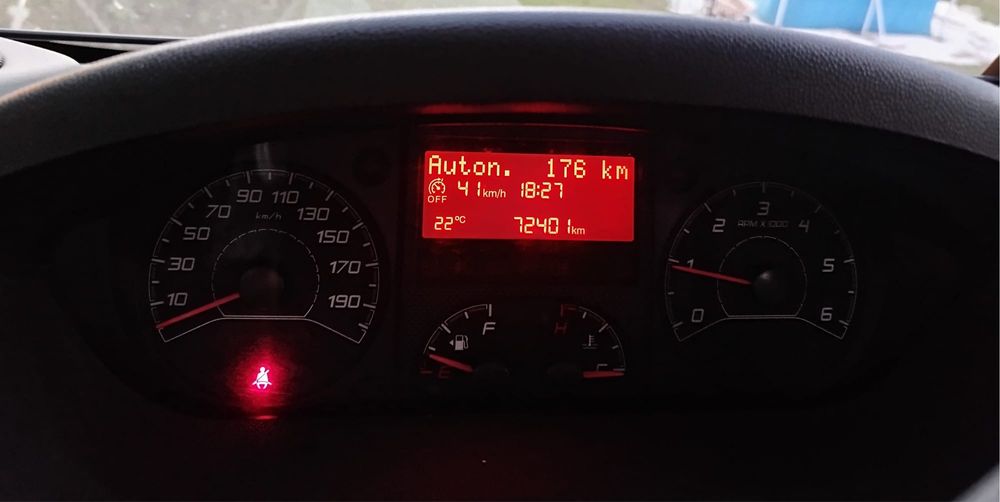 Auton. 176 km
OFF 41 km/h 18:27
22°C 72401 km
10 30 50 70 90 110 130 150 170 190
km/h
0 1 2 3 4 5 6
RPM X 1000
E F
H C